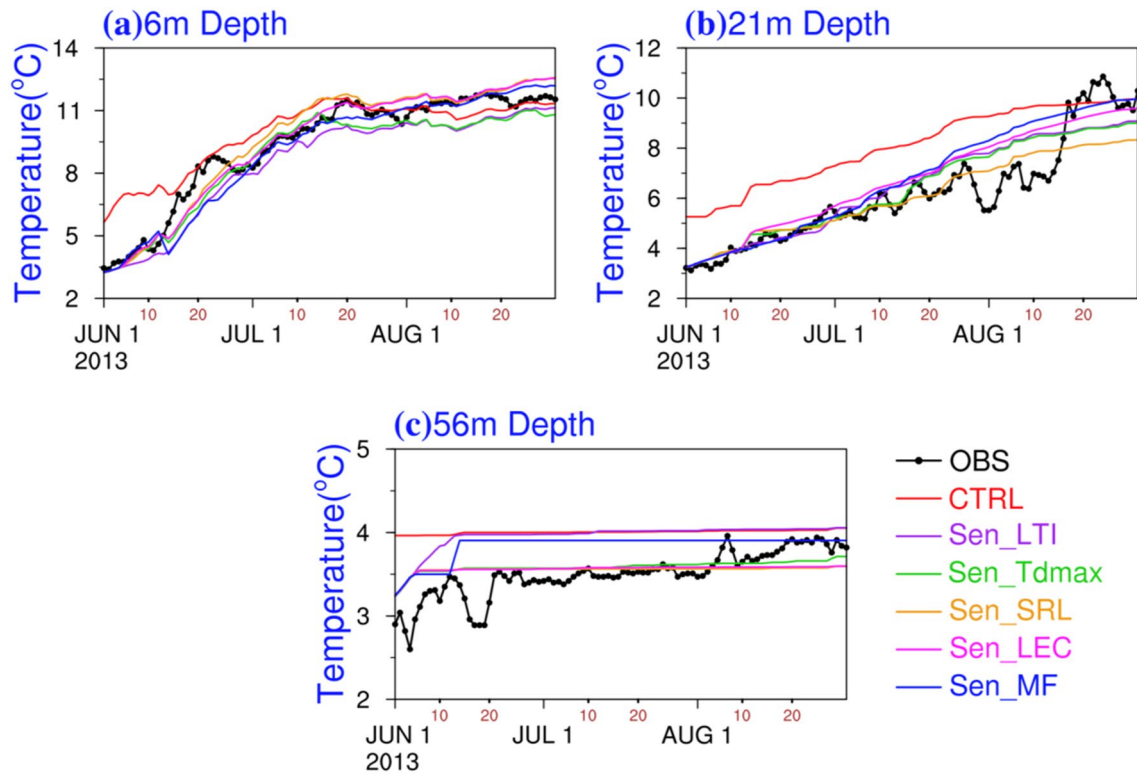 (a)6m Depth
Temperature(°C)
14
11
8
5
2
10 20 10 20 10 20
JUN 1 JUL 1 AUG 1
2013
(b)21m Depth
Temperature(°C)
12
10
8
6
4
2
10 20 10 20 10 20
JUN 1 JUL 1 AUG 1
2013
(c)56m Depth
Temperature(°C)
5
4
3
2
10 20 10 20 10 20
JUN 1 JUL 1 AUG 1
2013
OBS
CTRL
Sen_LTI
Sen_Tdmax
Sen_SRL
Sen_LEC
Sen_MF